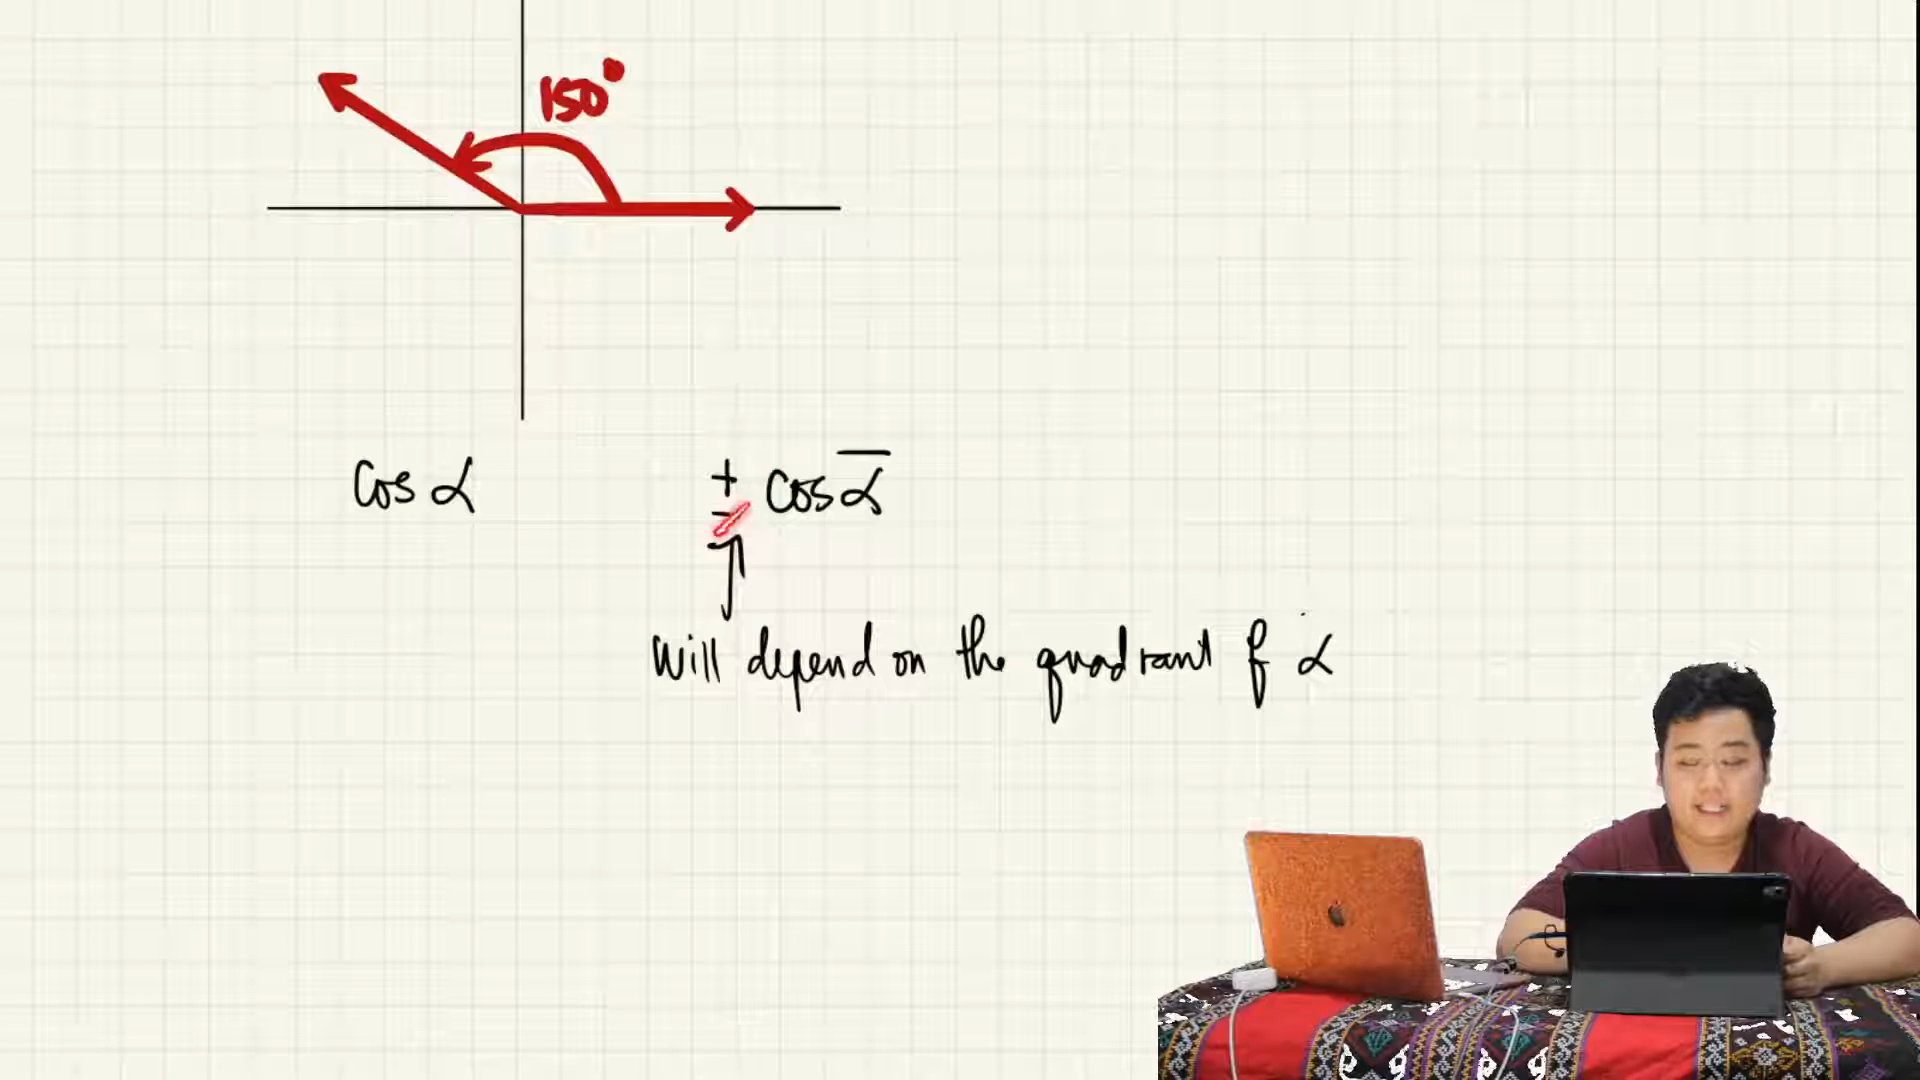 150°
Cos α ± cos α̅
Will depend on the quadrant of α